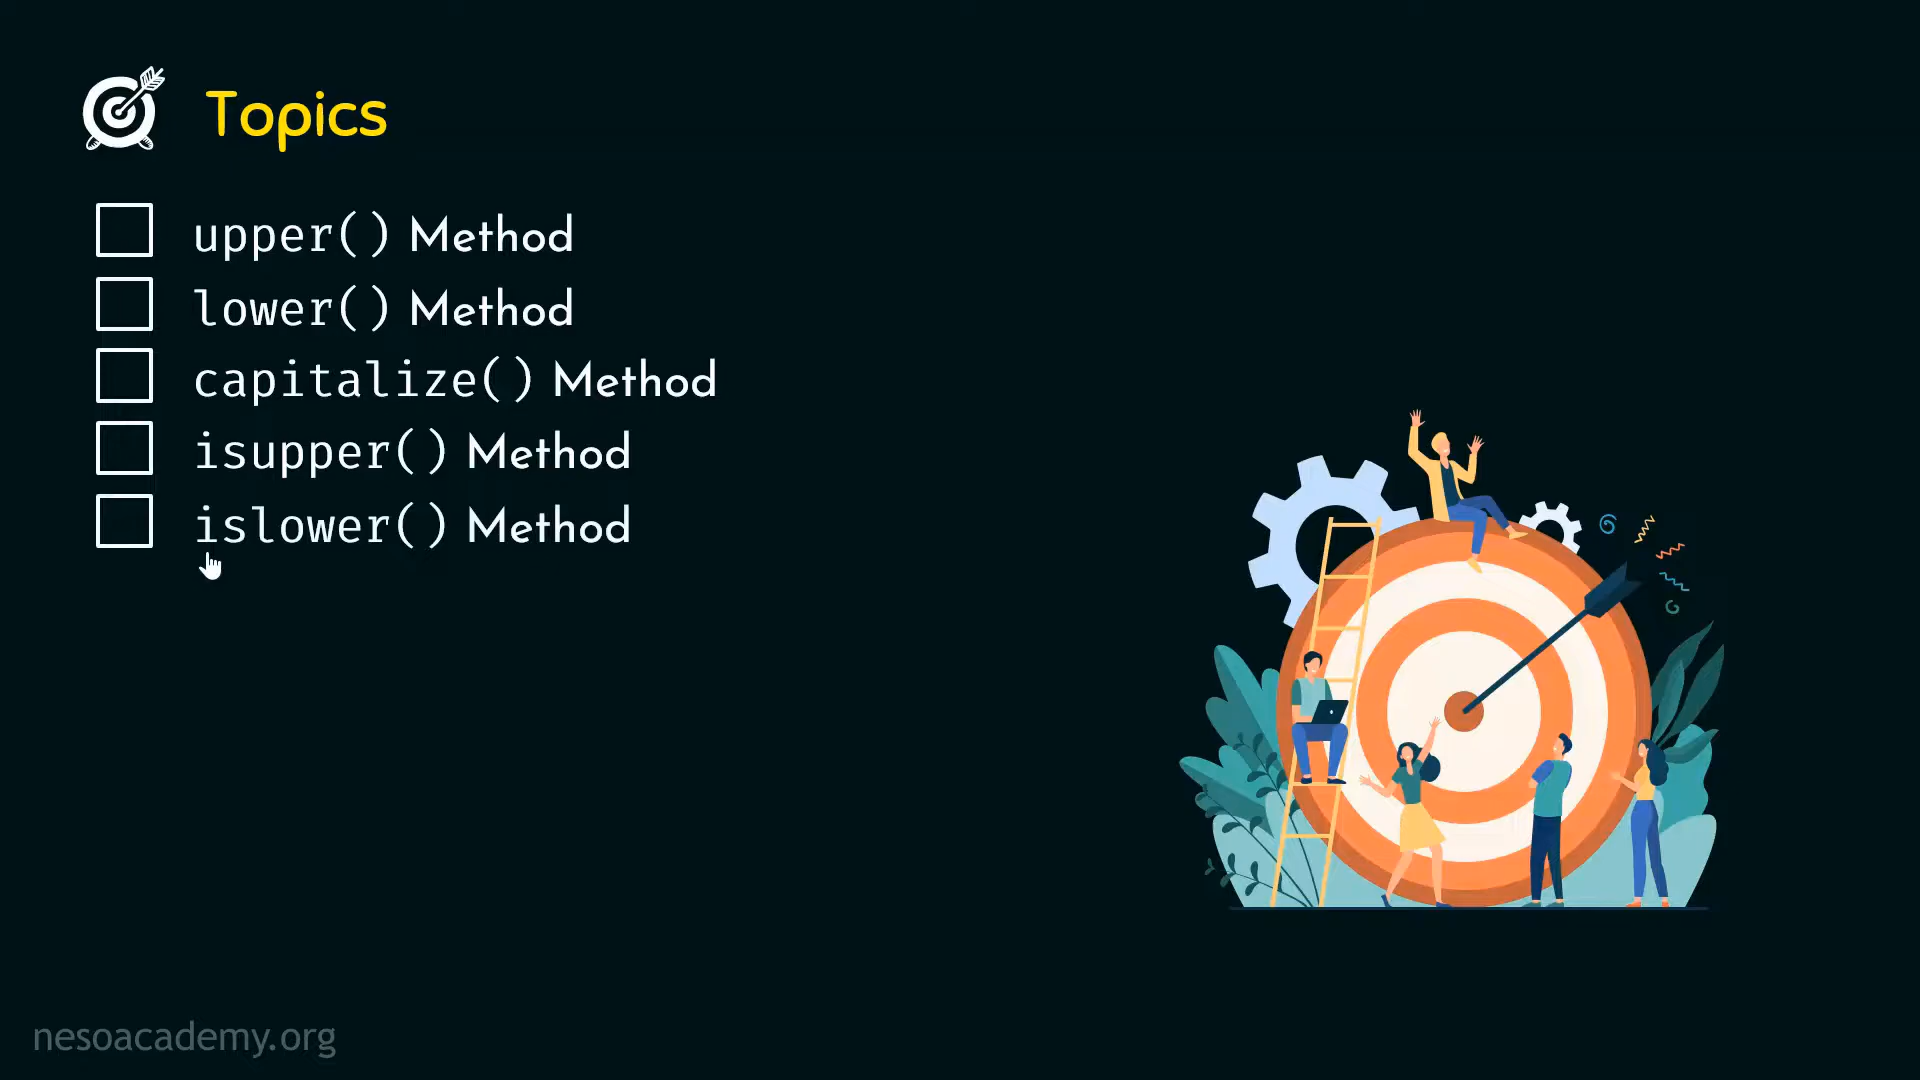 Topics
upper() Method
lower() Method
capitalize() Method
isupper() Method
islower() Method
nesoacademy.org